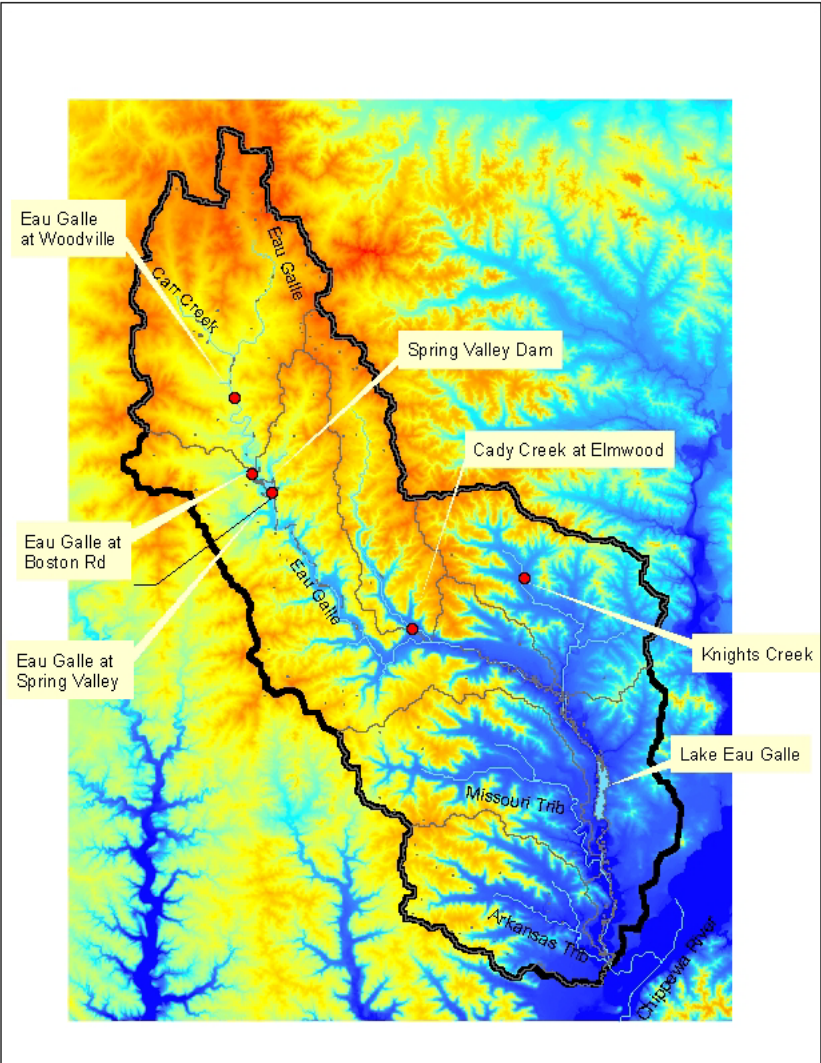 Eau Galle
at Woodville
Eau Galle
Carr Creek
Spring Valley Dam
Cady Creek at Elmwood
Eau Galle at
Boston Rd
Eau Galle
Eau Galle at
Spring Valley
Knights Creek
Lake Eau Galle
Missouri Trib
Arkansas Trib
Chippewa River